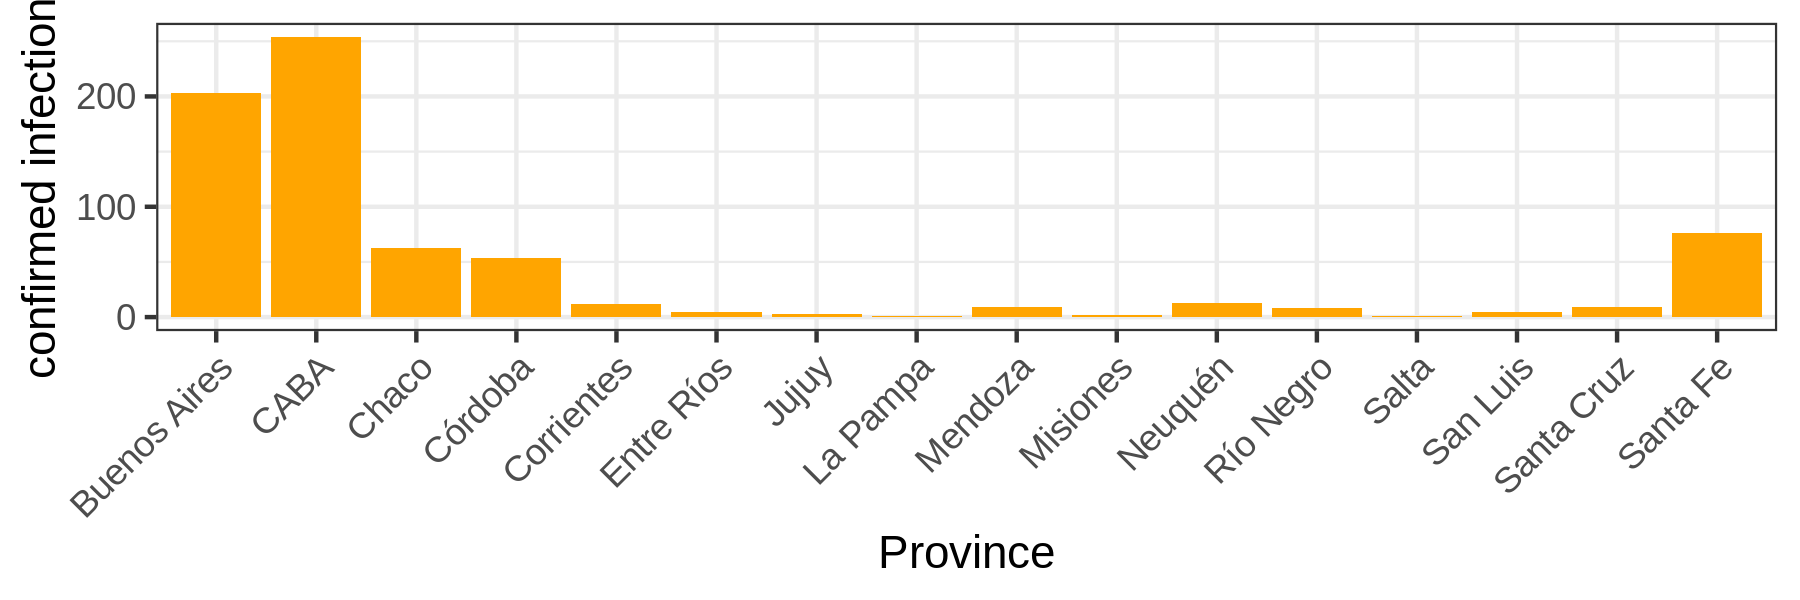 confirmed infection
200
100
0
Buenos Aires
CABA
Chaco
Córdoba
Corrientes
Entre Ríos
Jujuy
La Pampa
Mendoza
Misiones
Neuquén
Río Negro
Salta
San Luis
Santa Cruz
Santa Fe
Province